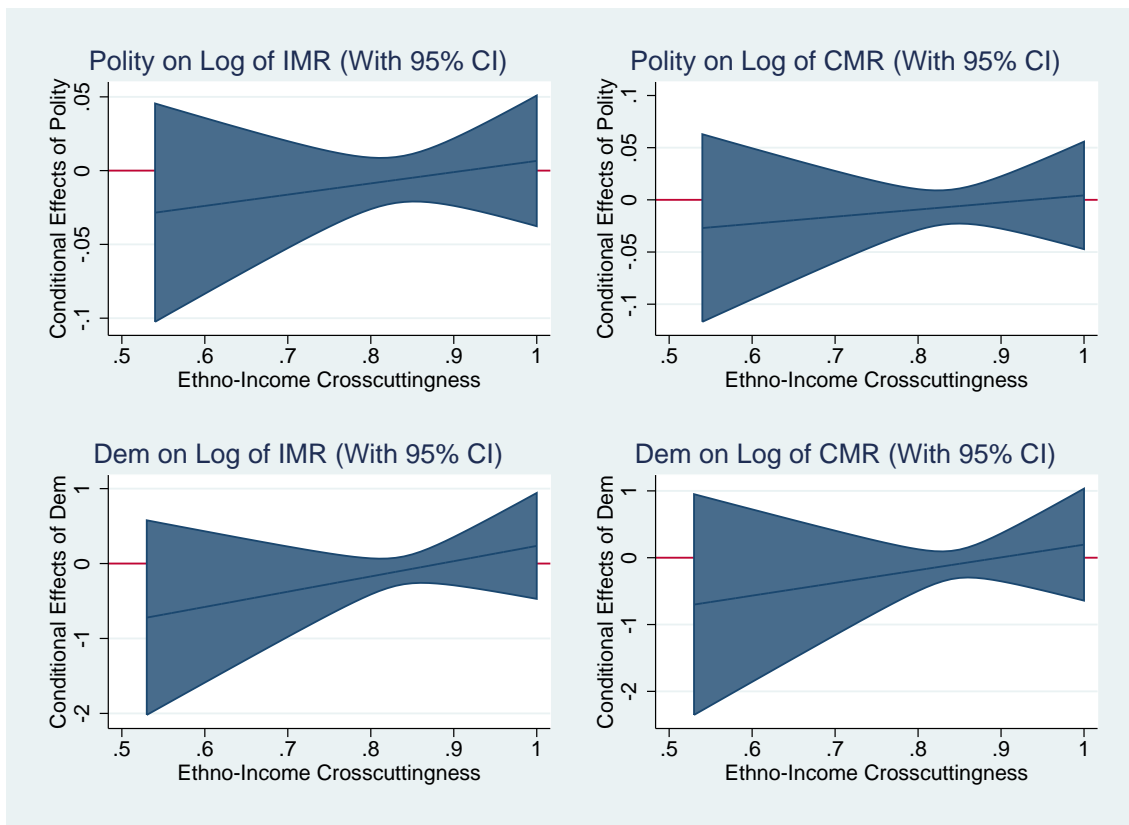 Polity on Log of IMR (With 95% CI)
Conditional Effects of Polity
.05
0
-.05
-.1
.5 .6 .7 .8 .9 1
Ethno-Income Crosscuttingness
Polity on Log of CMR (With 95% CI)
Conditional Effects of Polity
.1
.05
0
-.05
-.1
.5 .6 .7 .8 .9 1
Ethno-Income Crosscuttingness
Dem on Log of IMR (With 95% CI)
Conditional Effects of Dem
1
0
-1
-2
.5 .6 .7 .8 .9 1
Ethno-Income Crosscuttingness
Dem on Log of CMR (With 95% CI)
Conditional Effects of Dem
1
0
-1
-2
.5 .6 .7 .8 .9 1
Ethno-Income Crosscuttingness